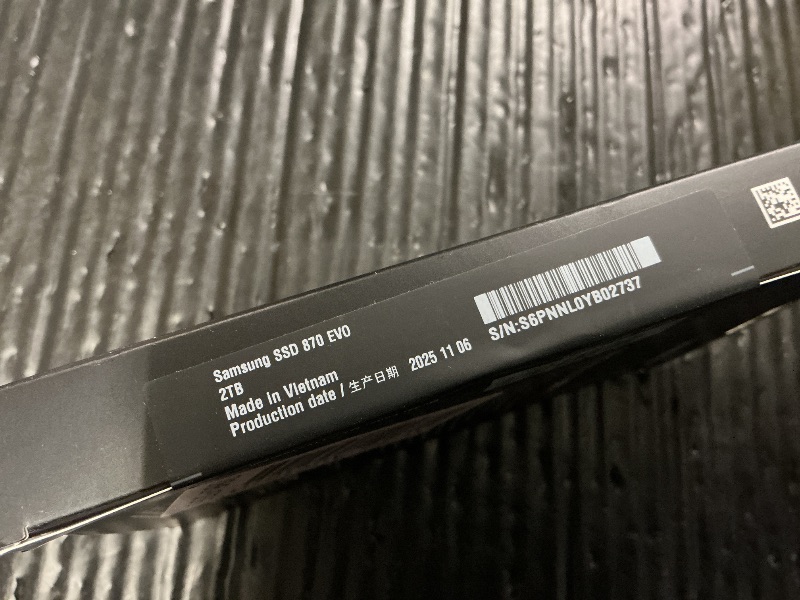 Samsung SSD 870 EVO
2TB
Made in Vietnam
Production date / 生产日期 2025 11 06
S/N:S6PNNL0YB02737